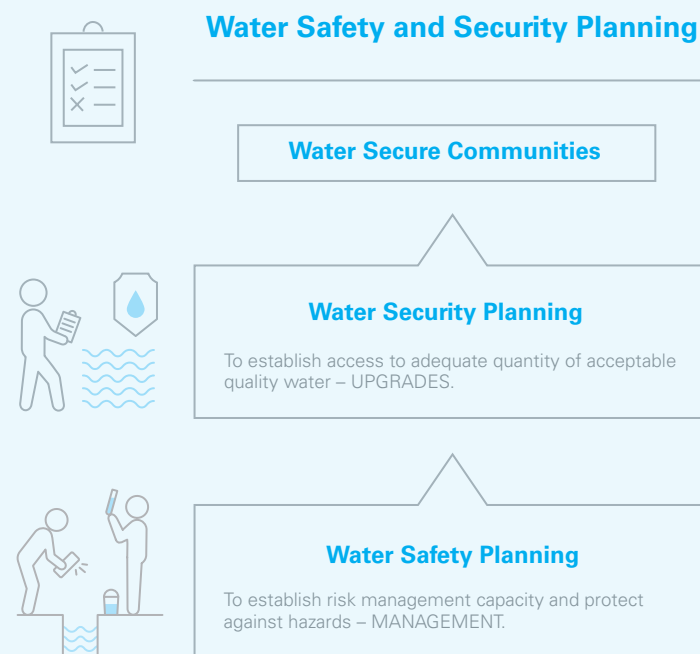 Water Safety and Security Planning
Water Secure Communities
Water Security Planning
To establish access to adequate quantity of acceptable
quality water – UPGRADES.
Water Safety Planning
To establish risk management capacity and protect
against hazards – MANAGEMENT.